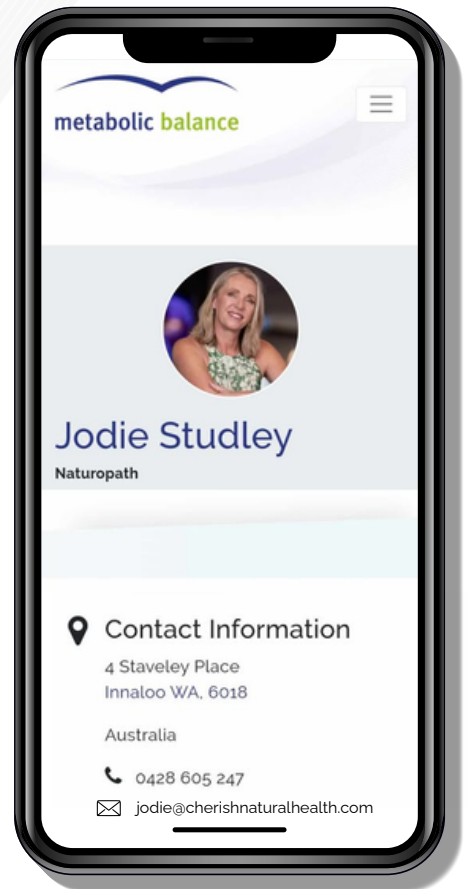 metabolic balance
Jodie Studley
Naturopath
Contact Information
4 Staveley Place
Innaloo WA, 6018
Australia
0428 605 247
jodie@cherishnaturalhealth.com